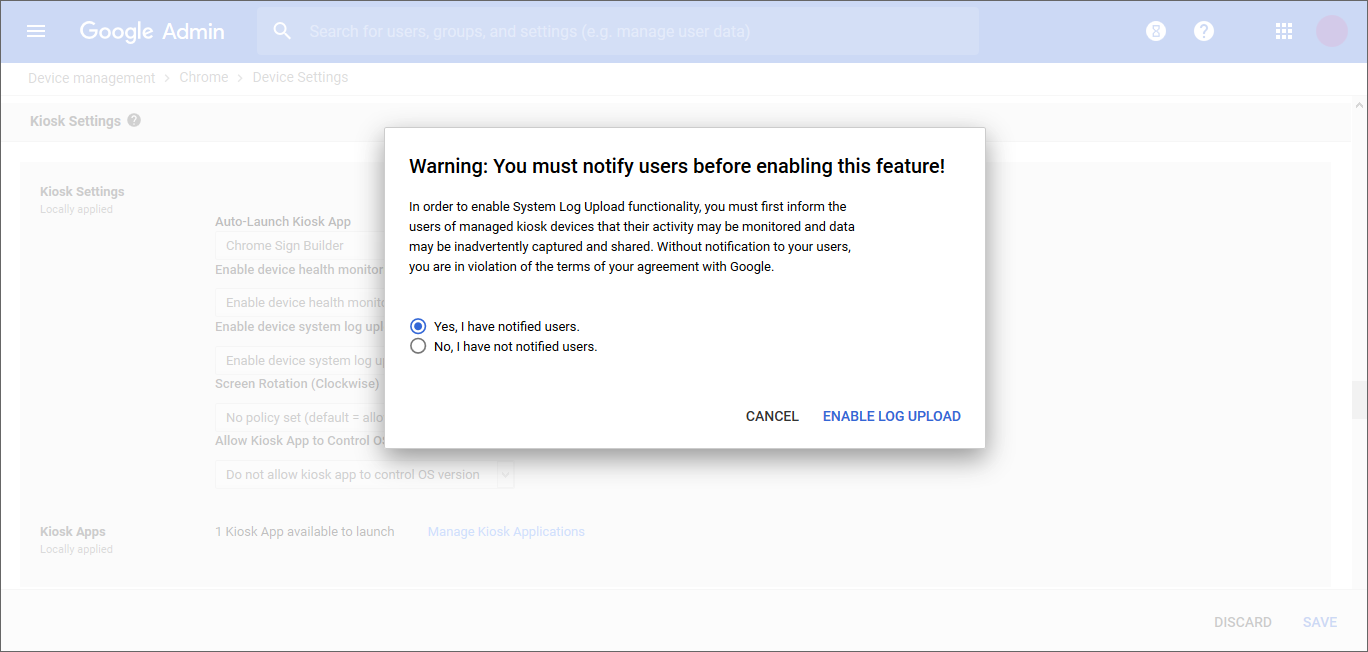 Google Admin
Search for users, groups, and settings (e.g. manage user data)
Device management > Chrome > Device Settings
Kiosk Settings
Kiosk Settings
Locally applied
Auto-Launch Kiosk App
Chrome Sign Builder
Enable device health monitor
Enable device health monito
Enable device system log upl
Enable device system log up
Screen Rotation (Clockwise)
No policy set (default = allo
Allow Kiosk App to Control OS
Do not allow kiosk app to control OS version
Kiosk Apps
Locally applied
1 Kiosk App available to launch
Manage Kiosk Applications
Warning: You must notify users before enabling this feature!
In order to enable System Log Upload functionality, you must first inform the
users of managed kiosk devices that their activity may be monitored and data
may be inadvertently captured and shared. Without notification to your users,
you are in violation of the terms of your agreement with Google.
Yes, I have notified users.
No, I have not notified users.
CANCEL
ENABLE LOG UPLOAD
DISCARD
SAVE